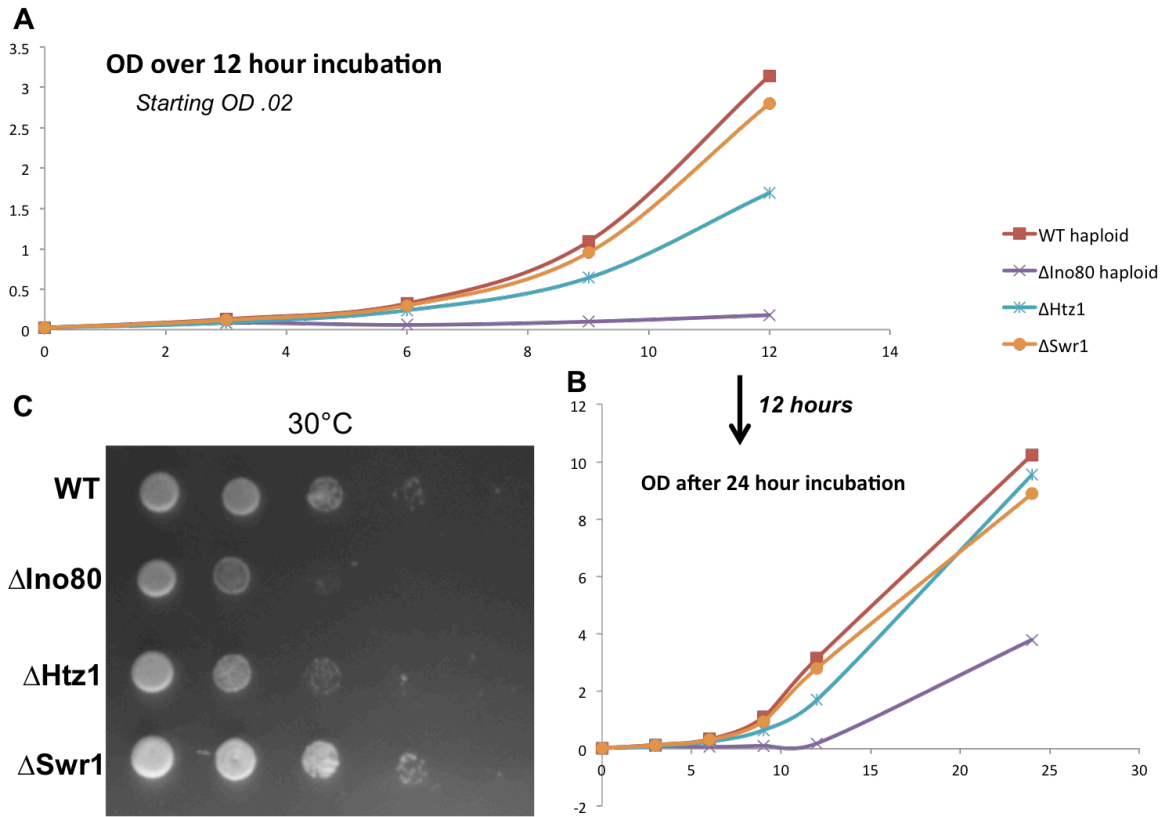 A
OD over 12 hour incubation
Starting OD .02
3.5
3
2.5
2
1.5
1
0.5
0
0 2 4 6 8 10 12 14
WT haploid
ΔIno80 haploid
ΔHtz1
ΔSwr1
B
12 hours
OD after 24 hour incubation
12
10
8
6
4
2
0
-2
0 5 10 15 20 25 30
C
30°C
WT
ΔIno80
ΔHtz1
ΔSwr1